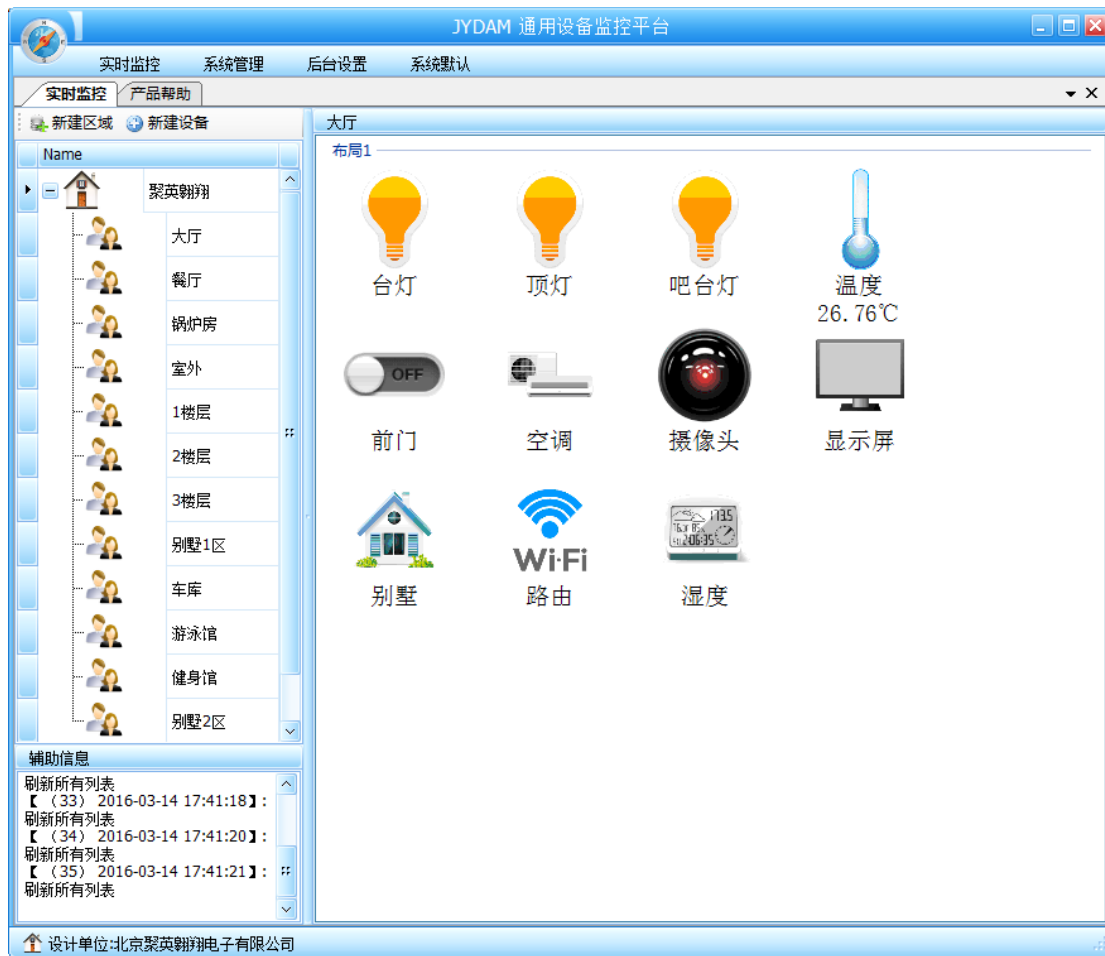 JYDAM 通用设备监控平台
实时监控 系统管理 后台设置 系统默认
实时监控 产品帮助
新建区域 新建设备
Name
聚英翱翔
大厅
餐厅
锅炉房
室外
1楼层
2楼层
3楼层
别墅1区
车库
游泳馆
健身馆
别墅2区
辅助信息
刷新所有列表
【 （33） 2016-03-14 17:41:18】:
刷新所有列表
【 （34） 2016-03-14 17:41:20】:
刷新所有列表
【 （35） 2016-03-14 17:41:21】:
刷新所有列表
大厅
布局1
台灯 顶灯 吧台灯 温度
26.76℃
OFF
前门 空调 摄像头 显示屏
Wi-Fi
别墅 路由 湿度
设计单位:北京聚英翱翔电子有限公司